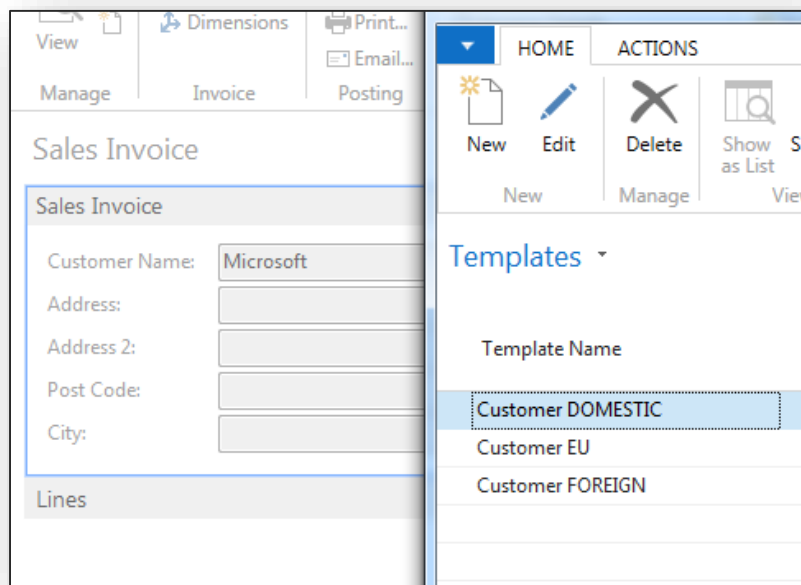 View
Dimensions
Print...
Email...
Manage
Invoice
Posting
Sales Invoice
Sales Invoice
Customer Name: Microsoft
Address:
Address 2:
Post Code:
City:
Lines
HOME ACTIONS
New Edit Delete Show
as List
New Manage
Templates
Template Name
Customer DOMESTIC
Customer EU
Customer FOREIGN